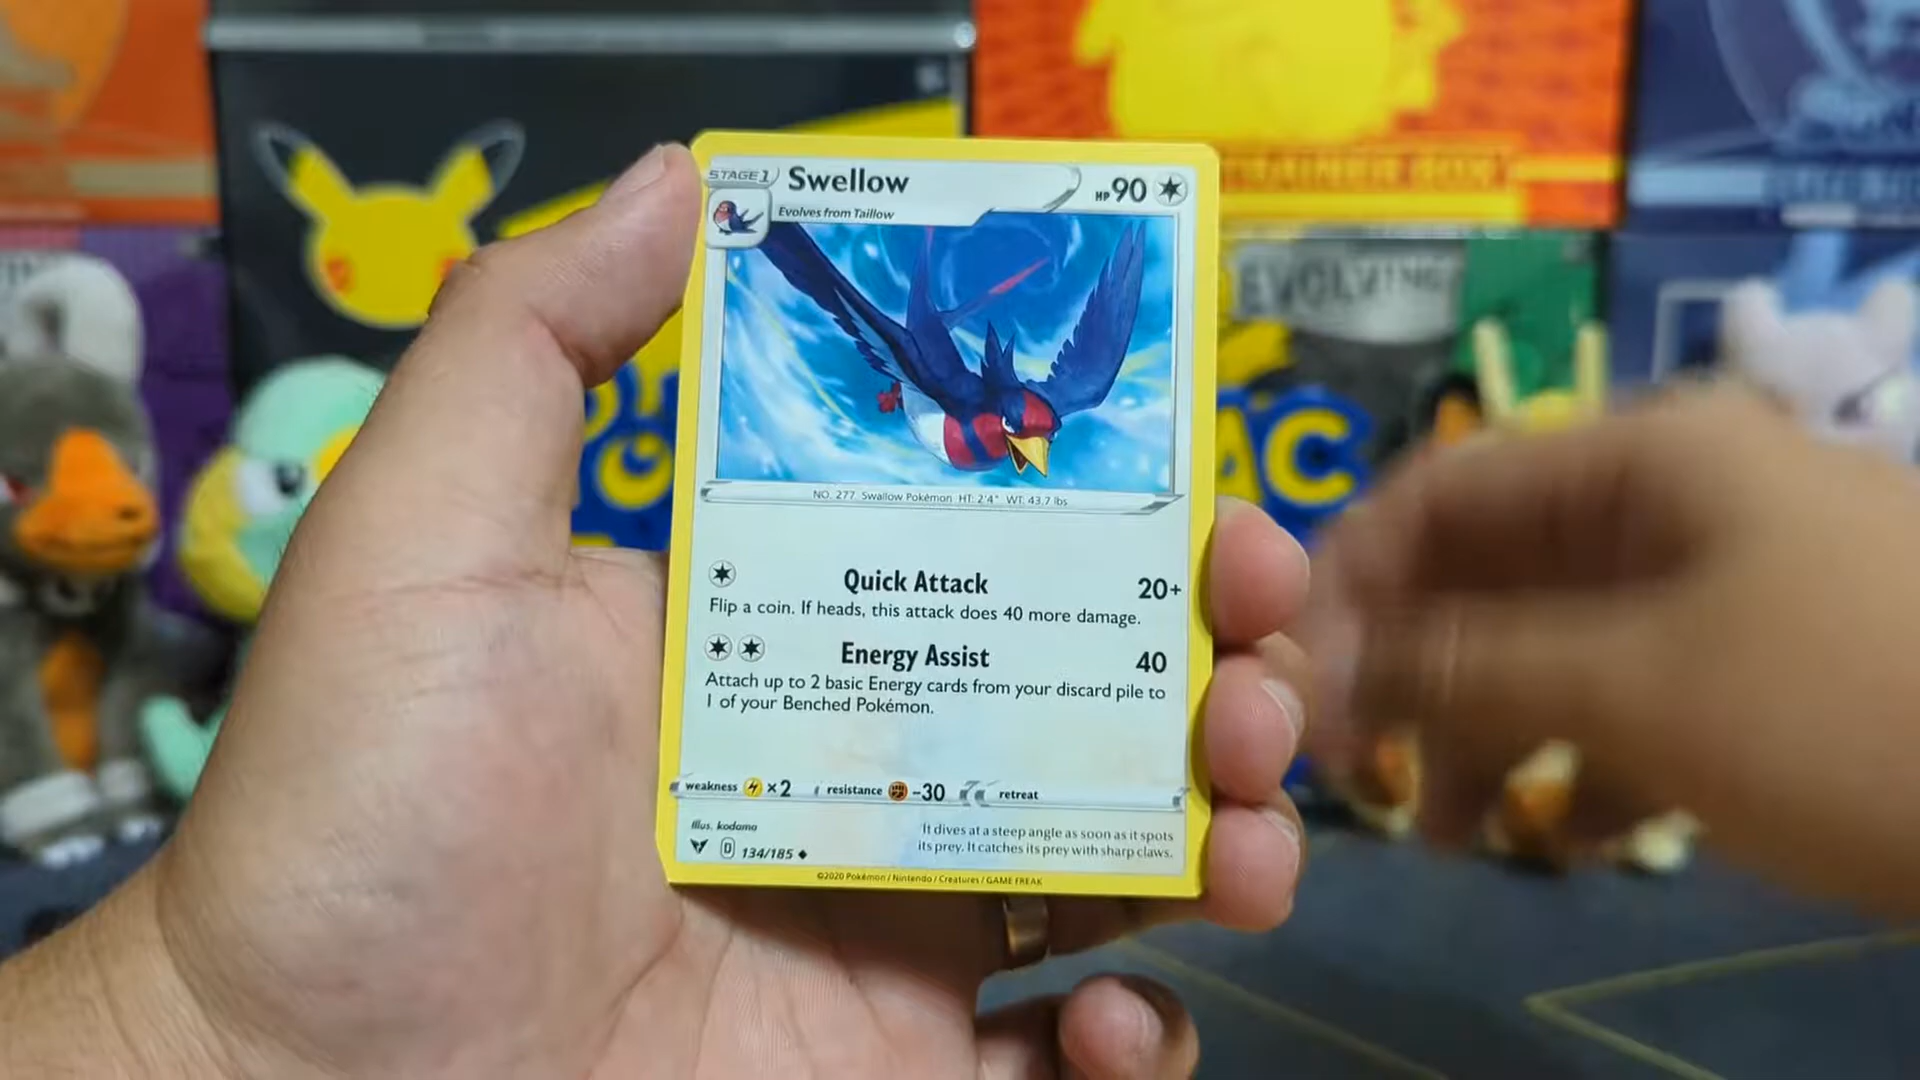 STAGE 1
Swellow
HP 90
Evolves from Taillow
NO. 277 Swallow Pokémon HT: 2'4" WT: 43.7 lbs
Quick Attack 20+
Flip a coin. If heads, this attack does 40 more damage.
Energy Assist 40
Attach up to 2 basic Energy cards from your discard pile to
1 of your Benched Pokémon.
weakness ×2 resistance -30 retreat
Illus. kodama
D 134/185
It dives at a steep angle as soon as it spots
its prey. It catches its prey with sharp claws.
©2020 Pokémon / Nintendo / Creatures / GAME FREAK
TRAINER BOX
EVOLVING